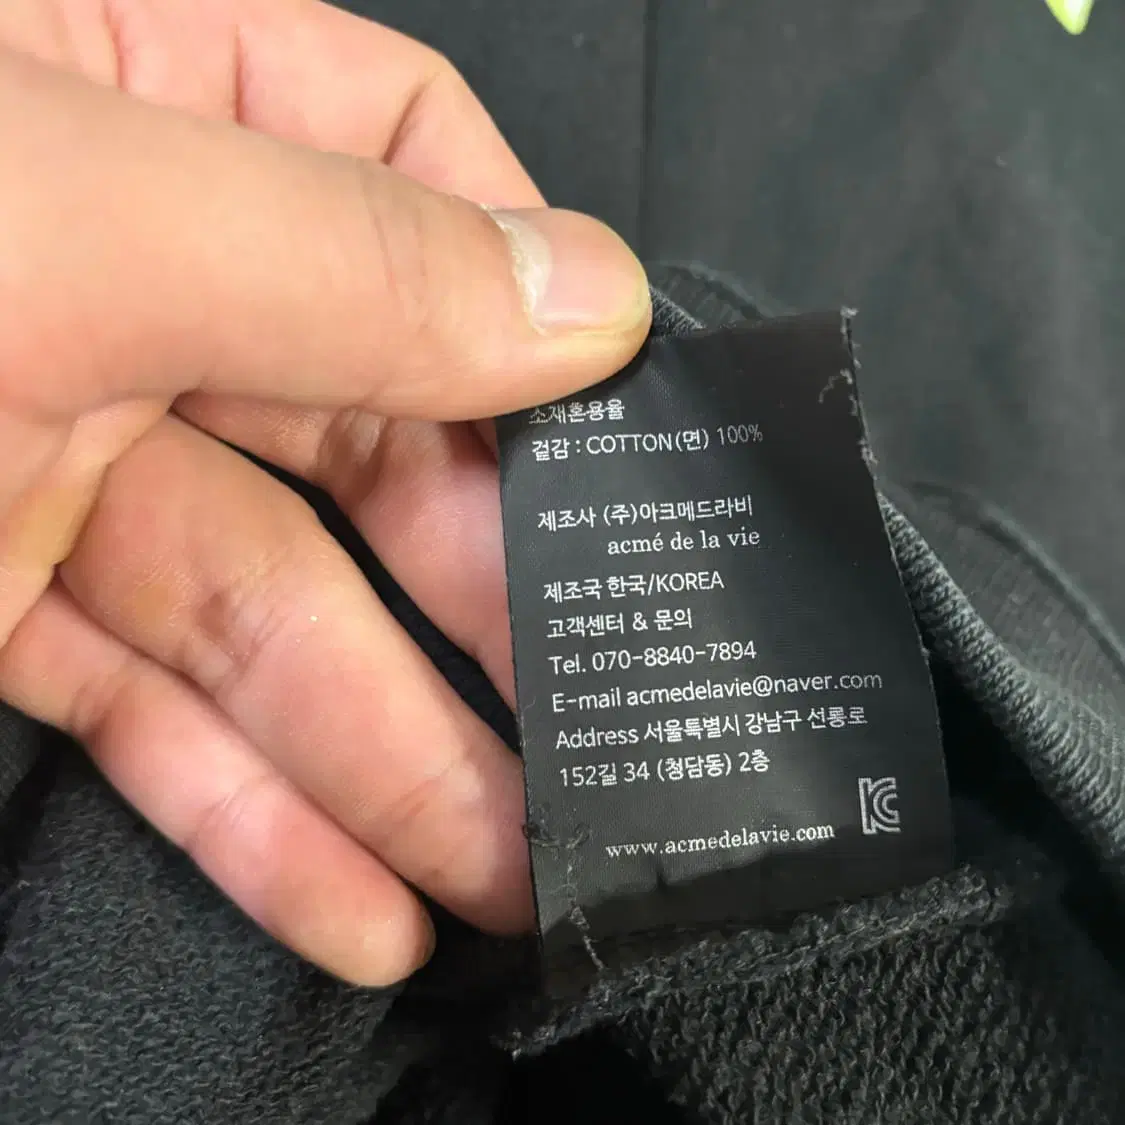 소재혼용율
겉감 : COTTON(면) 100%
제조사 (주)아크메드라비
acmé de la vie
제조국 한국/KOREA
고객센터 & 문의
Tel. 070-8840-7894
E-mail acmedelavie@naver.com
Address 서울특별시 강남구 선릉로
152길 34 (청담동) 2층
www.acmedelavie.com
KC